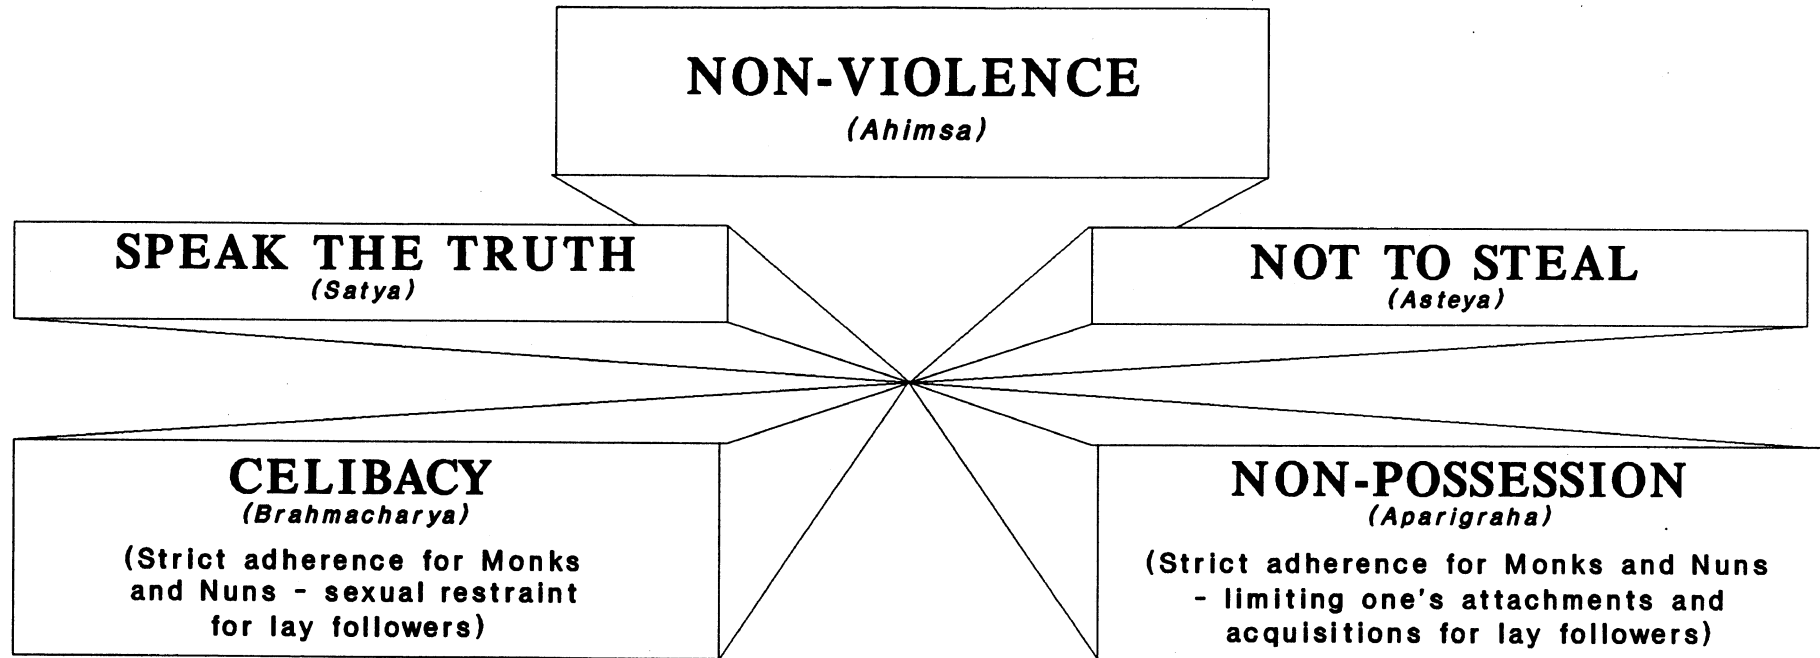 NON-VIOLENCE
(Ahimsa)
SPEAK THE TRUTH
(Satya)
NOT TO STEAL
(Asteya)
CELIBACY
(Brahmacharya)
(Strict adherence for Monks
and Nuns - sexual restraint
for lay followers)
NON-POSSESSION
(Aparigraha)
(Strict adherence for Monks and Nuns
- limiting one's attachments and
acquisitions for lay followers)